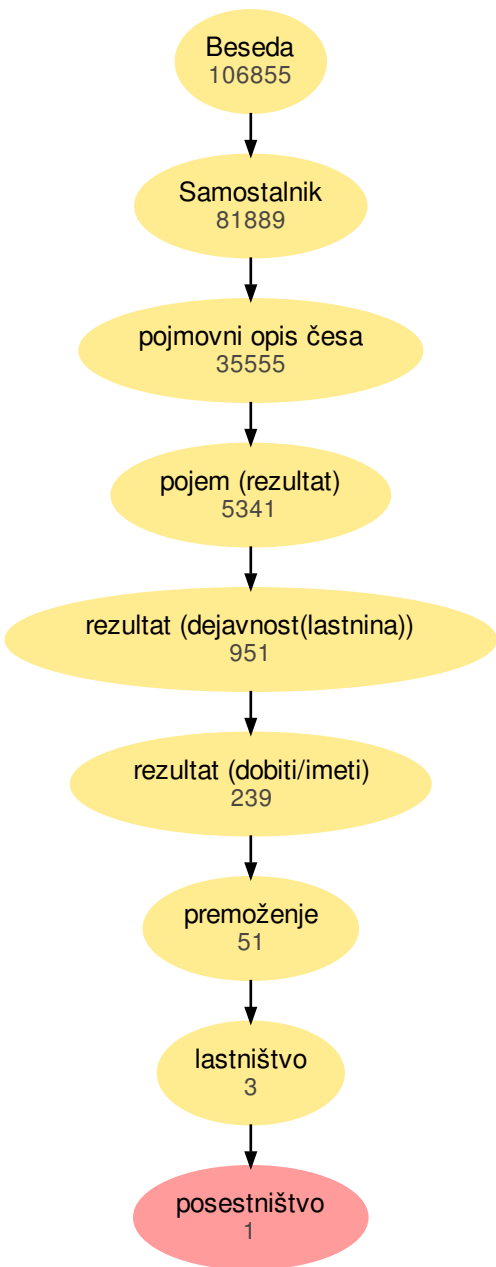 Beseda
106855
Samostalnik
81889
pojmovni opis česa
35555
pojem (rezultat)
5341
rezultat (dejavnost(lastnina))
951
rezultat (dobiti/imeti)
239
premoženje
51
lastništvo
3
posestništvo
1